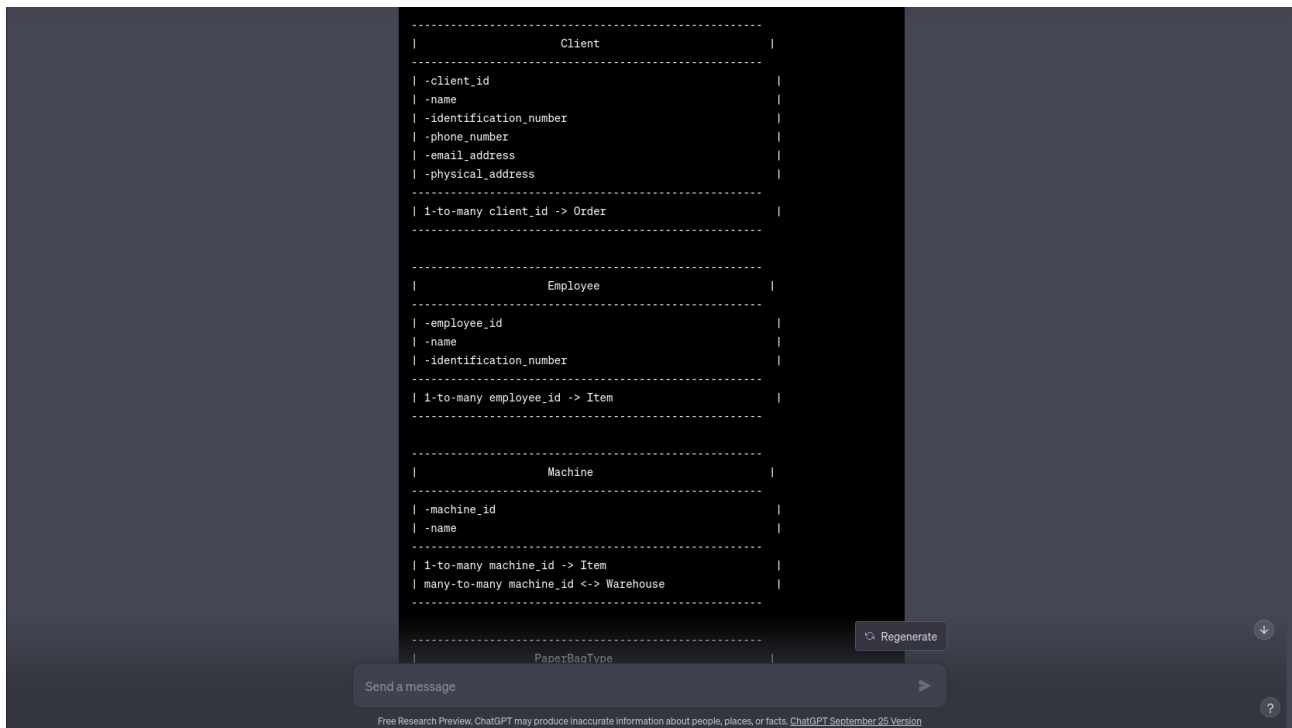 ------------------------------------------------------
|                      Client                          |
------------------------------------------------------
| -client_id                                            |
| -name                                                 |
| -identification_number                                |
| -phone_number                                         |
| -email_address                                        |
| -physical_address                                     |
------------------------------------------------------
| 1-to-many client_id -> Order                          |
------------------------------------------------------
------------------------------------------------------
|                    Employee                          |
------------------------------------------------------
| -employee_id                                          |
| -name                                                 |
| -identification_number                                |
------------------------------------------------------
| 1-to-many employee_id -> Item                         |
------------------------------------------------------
------------------------------------------------------
|                    Machine                           |
------------------------------------------------------
| -machine_id                                           |
| -name                                                 |
------------------------------------------------------
| 1-to-many machine_id -> Item                          |
| many-to-many machine_id <-> Warehouse                 |
------------------------------------------------------
------------------------------------------------------
Regenerate
|                  PaperBagType                        |
Send a message
Free Research Preview. ChatGPT may produce inaccurate information about people, places, or facts. ChatGPT September 25 Version
?